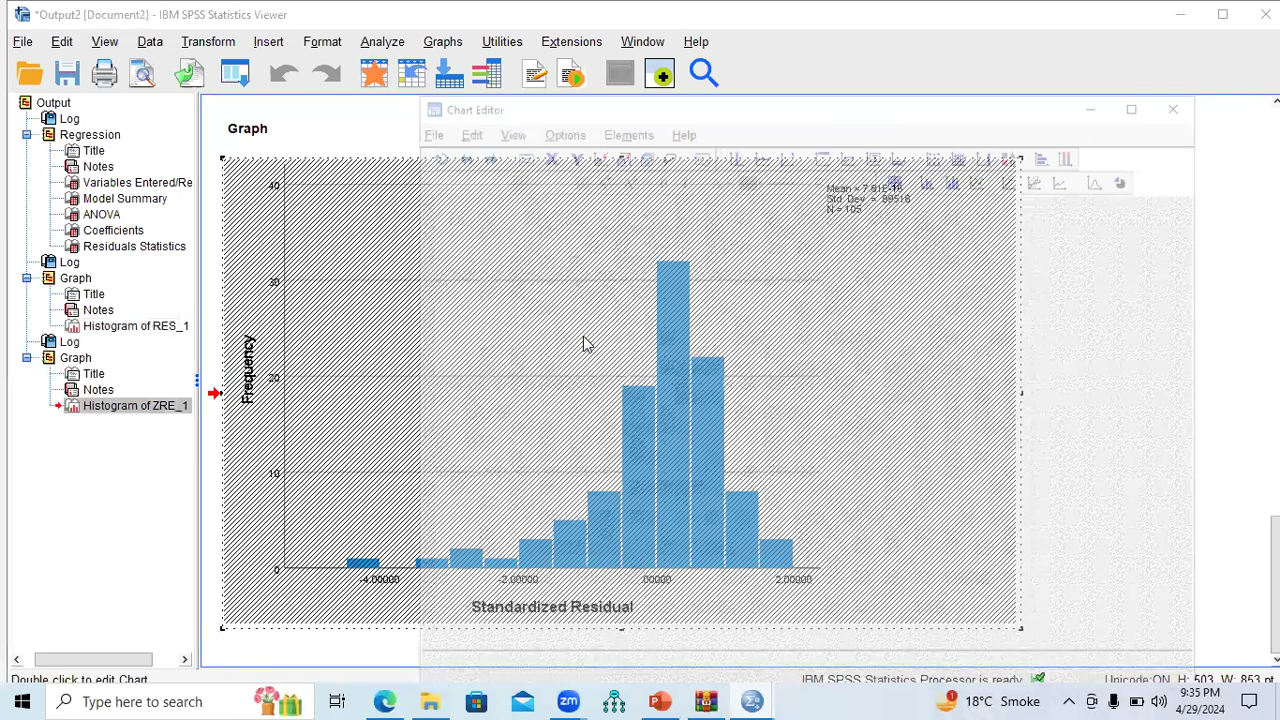 *Output2 [Document2] - IBM SPSS Statistics Viewer
File Edit View Data Transform Insert Format Analyze Graphs Utilities Extensions Window Help
Output
Log
Regression
Title
Notes
Variables Entered/Re
Model Summary
ANOVA
Coefficients
Residuals Statistics
Log
Graph
Title
Notes
Histogram of RES_1
Log
Graph
Title
Notes
Histogram of ZRE_1
Graph
Chart Editor
File Edit View Options Elements Help
Mean = 7.81E-16
Std. Dev. = .99516
N = 105
40
30
20
10
0
Frequency
-4.00000 -2.00000 .00000 2.00000
Standardized Residual
Double click to edit Chart
IBM SPSS Statistics Processor is ready
Unicode:ON H: 503, W: 853 pt
Type here to search
zm
18°C Smoke
9:35 PM
4/29/2024